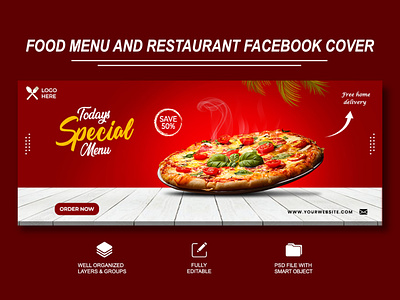 FOOD MENU AND RESTAURANT FACEBOOK COVER
LOGO
HERE
Todays
Special
Menu
SAVE
50%
Free home
delivery
ORDER NOW
WWW.YOURWEBSITE.COM
WELL ORGANIZED
LAYERS & GROUPS
FULLY
EDITABLE
PSD FILE WITH
SMART OBJECT